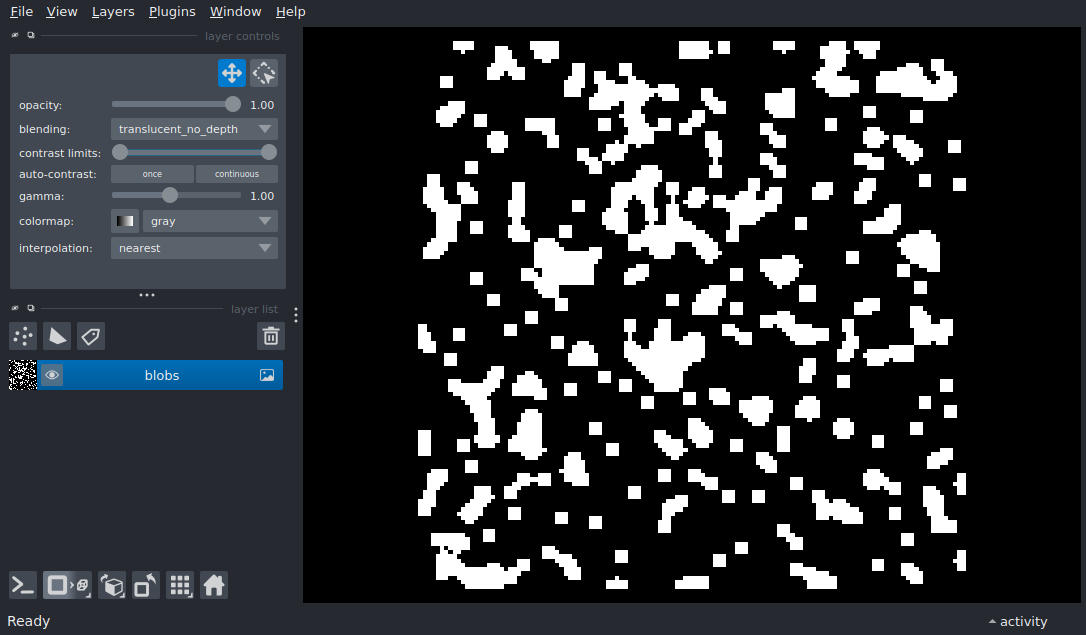 File View Layers Plugins Window Help
layer controls
opacity: 1.00
blending: translucent_no_depth
contrast limits:
auto-contrast: once continuous
gamma: 1.00
colormap: gray
interpolation: nearest
layer list
blobs
Ready
activity